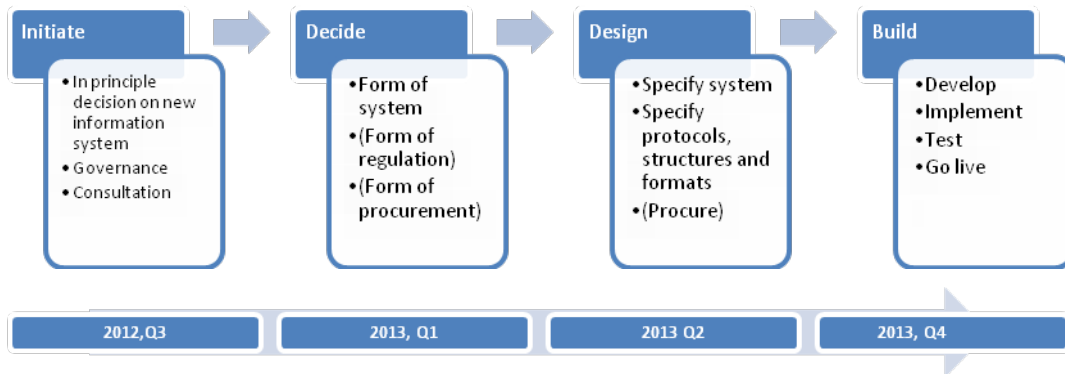 Initiate
• In principle
decision on new
information
system
• Governance
• Consultation
Decide
•Form of
system
•(Form of
regulation)
•(Form of
procurement)
Design
•Specify system
•Specify
protocols,
structures and
formats
•(Procure)
Build
•Develop
•Implement
•Test
•Go live
2012,Q3
2013, Q1
2013 Q2
2013, Q4